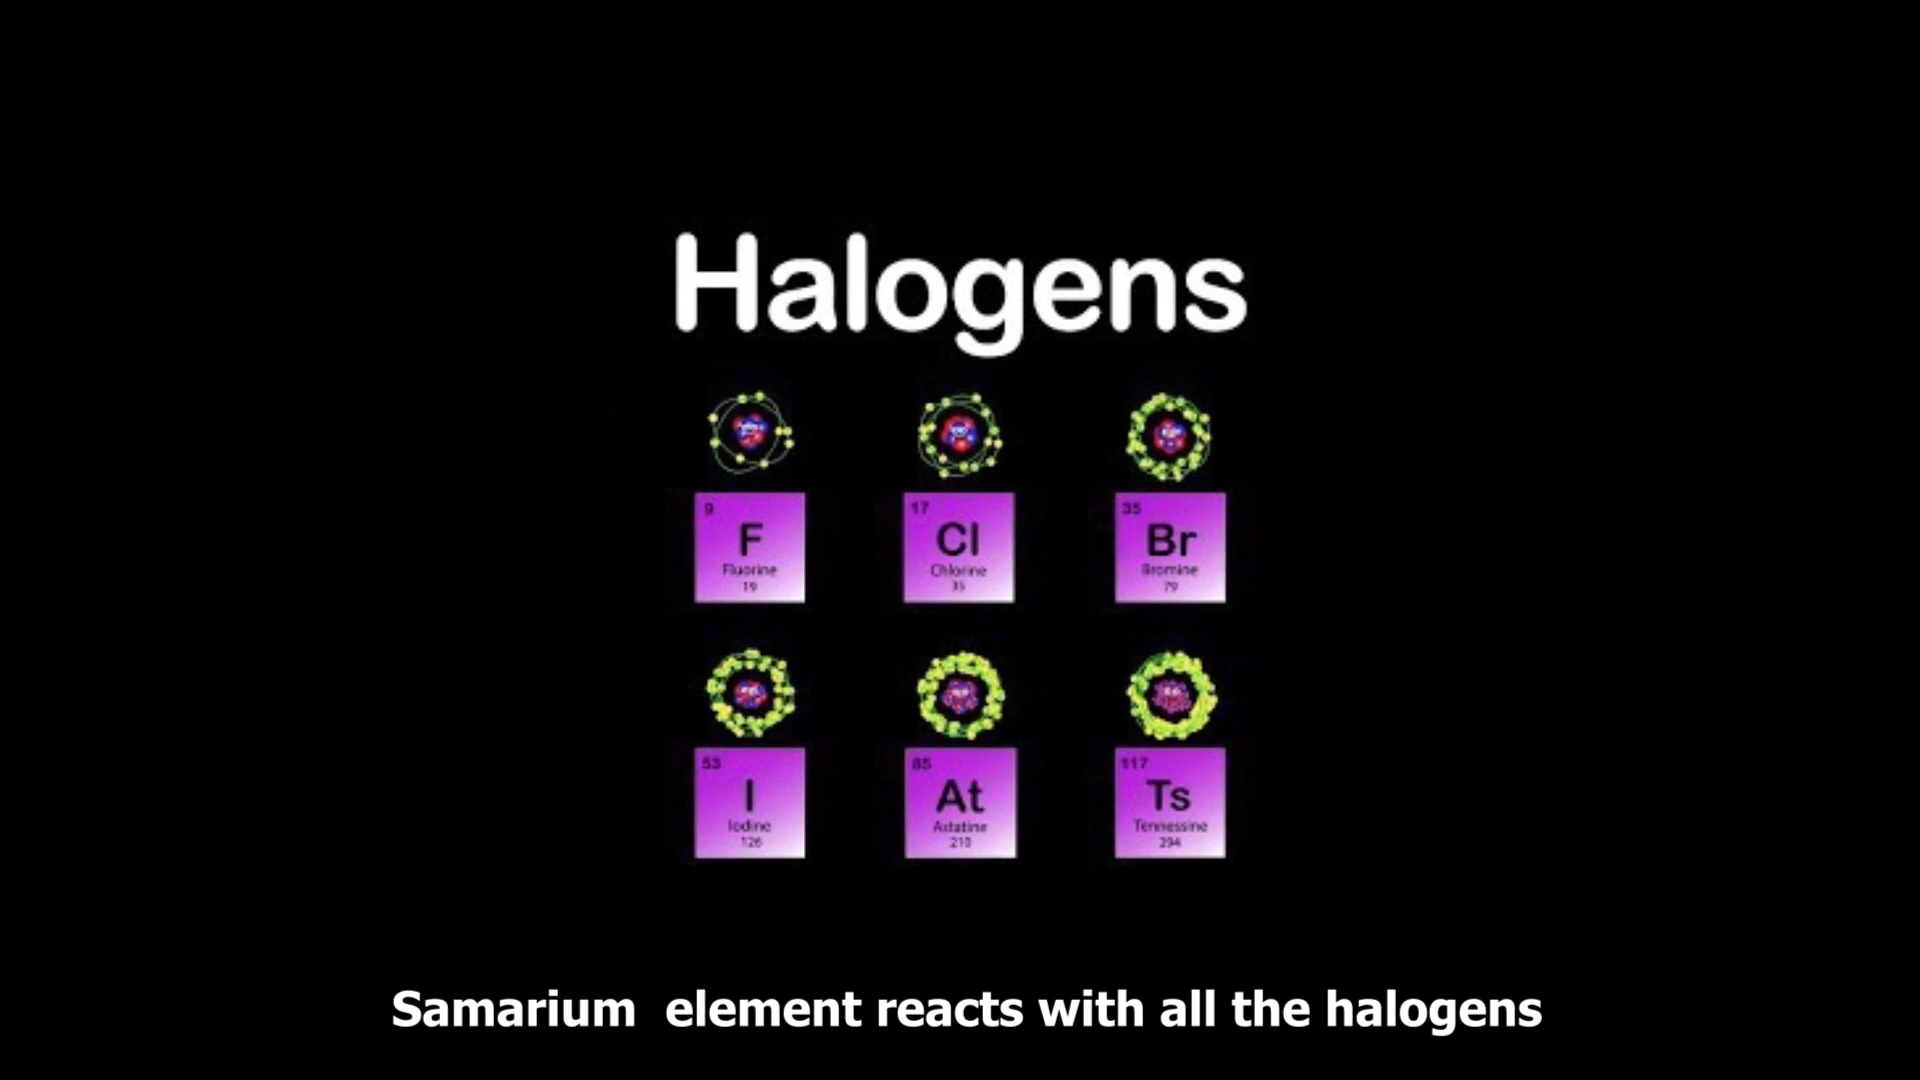 Halogens
9 17 35
F Cl Br
Fluorine Chlorine Bromine
19 35 79
53 85 117
I At Ts
Iodine Astatine Tennessine
126 210 294
Samarium element reacts with all the halogens